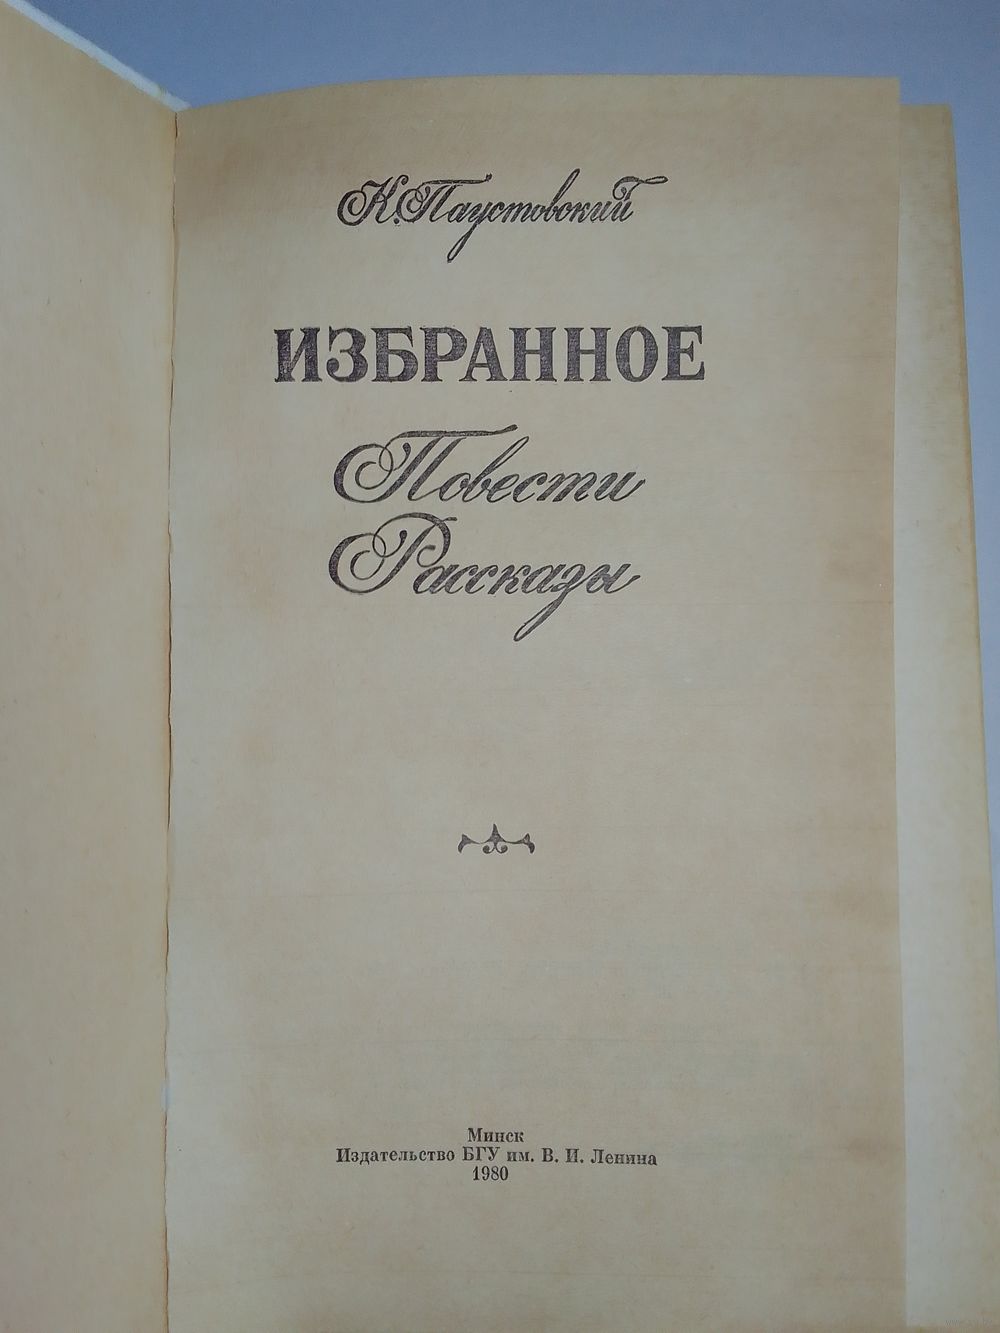 К. Паустовский
ИЗБРАННОЕ
Повести
Рассказы
Минск
Издательство БГУ им. В. И. Ленина
1980